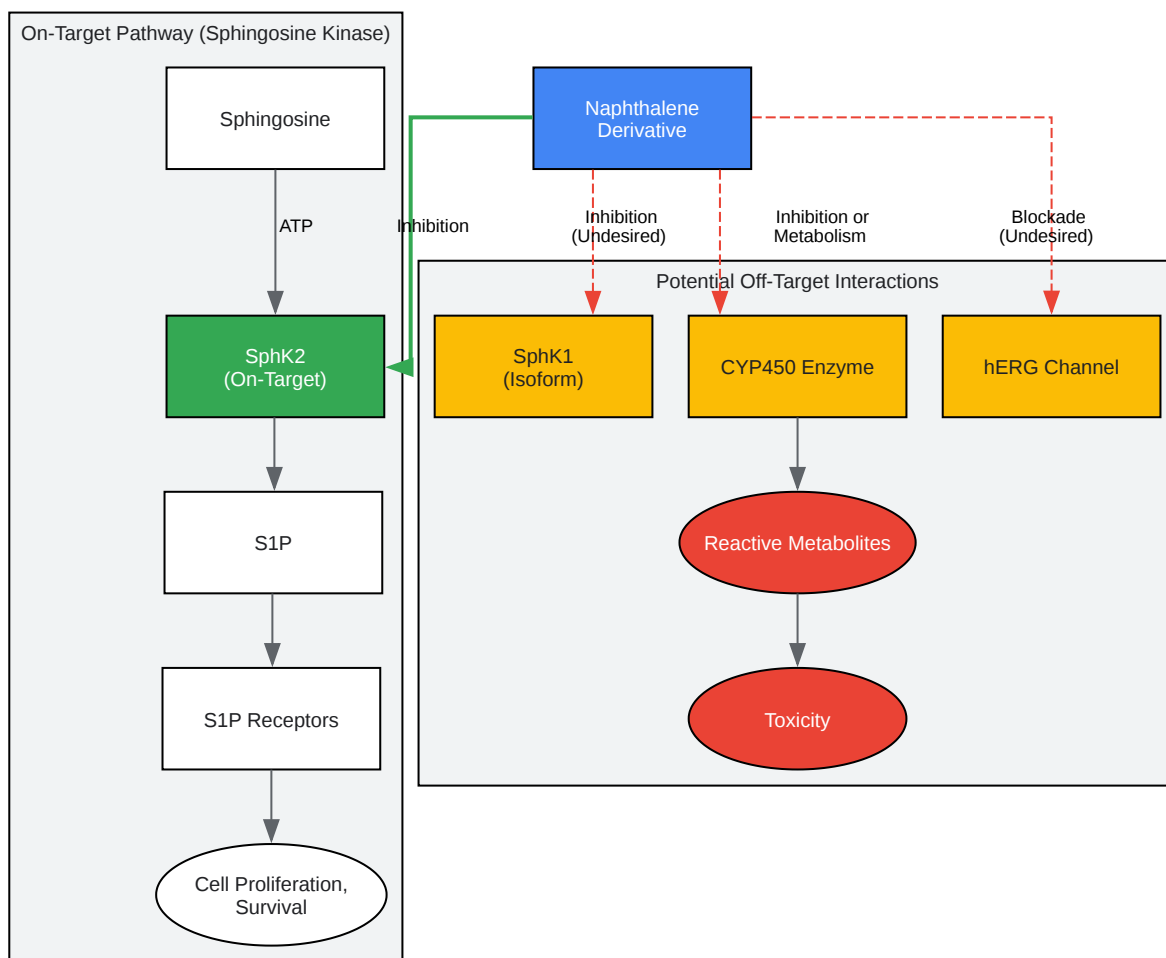 On-Target Pathway (Sphingosine Kinase)
Sphingosine
Naphthalene
Derivative
ATP
Inhibition
Inhibition
(Undesired)
Inhibition or
Metabolism
Blockade
(Undesired)
Potential Off-Target Interactions
SphK2
(On-Target)
SphK1
(Isoform)
CYP450 Enzyme
hERG Channel
S1P
Reactive Metabolites
S1P Receptors
Toxicity
Cell Proliferation,
Survival